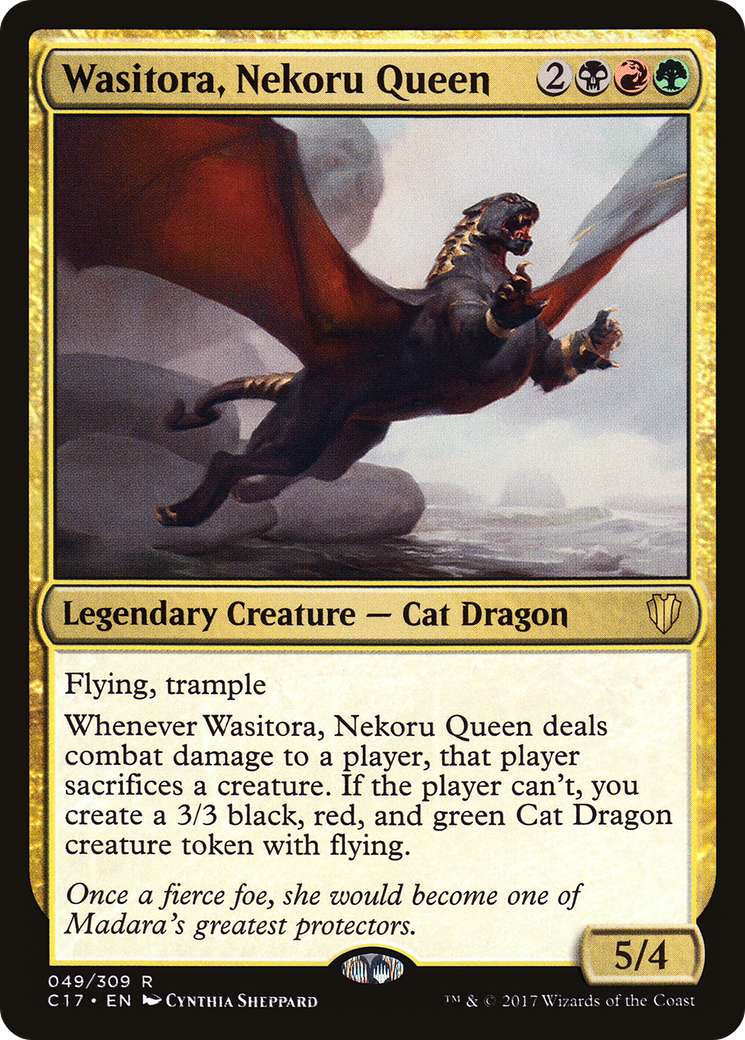 Wasitora, Nekoru Queen 2
Legendary Creature — Cat Dragon
Flying, trample
Whenever Wasitora, Nekoru Queen deals
combat damage to a player, that player
sacrifices a creature. If the player can't, you
create a 3/3 black, red, and green Cat Dragon
creature token with flying.
Once a fierce foe, she would become one of
Madara's greatest protectors.
5/4
049/309 R
C17 • EN Cynthia Sheppard
™ & © 2017 Wizards of the Coast